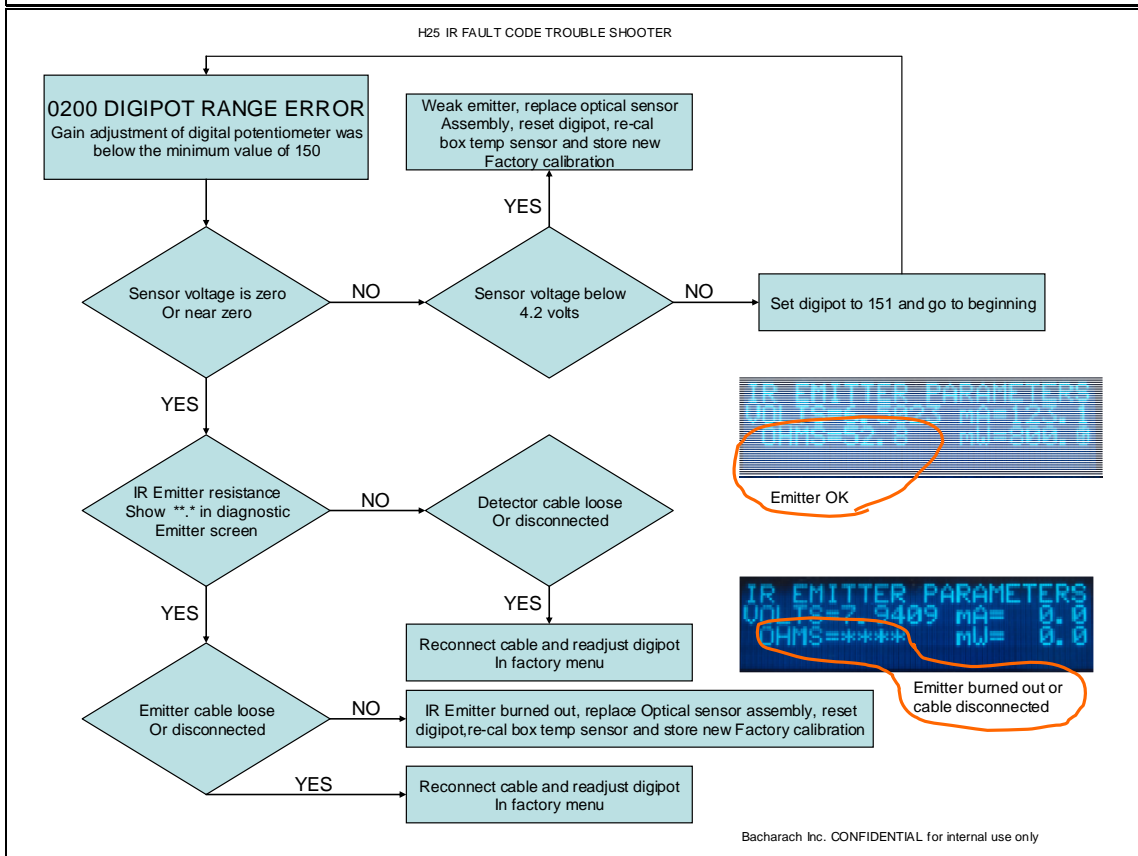 H25 IR FAULT CODE TROUBLE SHOOTER
0200 DIGIPOT RANGE ERROR
Gain adjustment of digital potentiometer was
below the minimum value of 150
Weak emitter, replace optical sensor
Assembly, reset digipot, re-cal
box temp sensor and store new
Factory calibration
YES
Sensor voltage is zero
Or near zero
NO
Sensor voltage below
4.2 volts
NO
Set digipot to 151 and go to beginning
YES
IR EMITTER PARAMETERS
VOLTS=6.5023 mA=123.1
OHMS=52.8 mW=800.0
Emitter OK
IR Emitter resistance
Show **.* in diagnostic
Emitter screen
NO
Detector cable loose
Or disconnected
YES
YES
IR EMITTER PARAMETERS
VOLTS=7.9409 mA= 0.0
OHMS=**** mW= 0.0
Emitter burned out or
cable disconnected
Reconnect cable and readjust digipot
In factory menu
Emitter cable loose
Or disconnected
NO
IR Emitter burned out, replace Optical sensor assembly, reset
digipot,re-cal box temp sensor and store new Factory calibration
YES
Reconnect cable and readjust digipot
In factory menu
Bacharach Inc. CONFIDENTIAL for internal use only